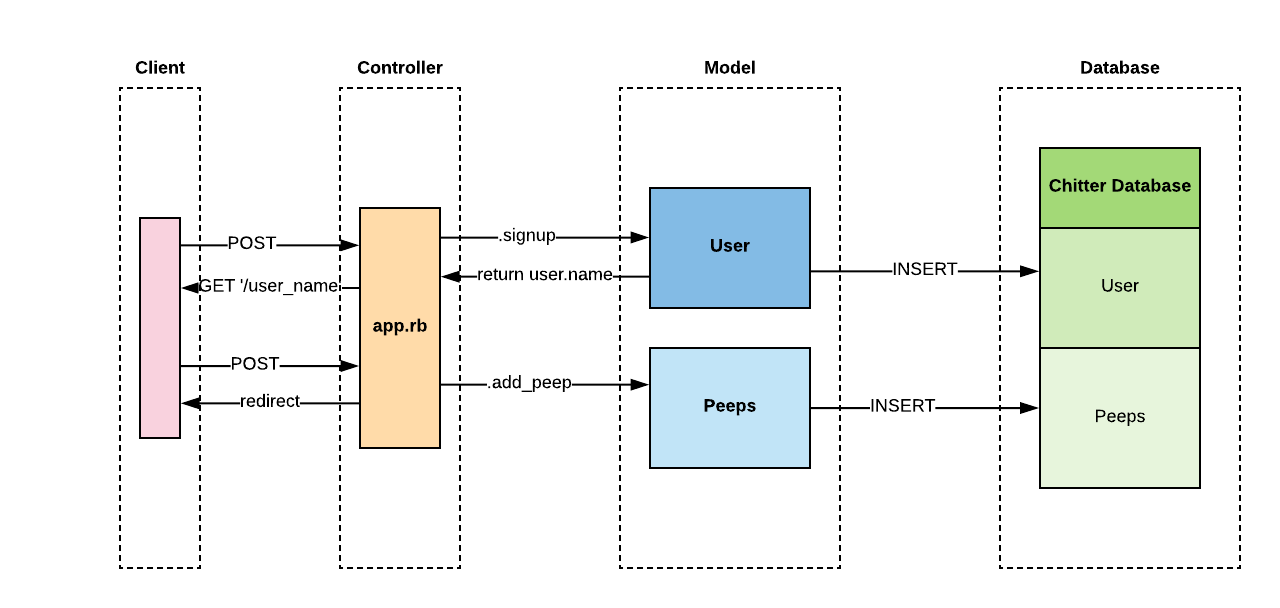 Client
Controller
Model
Database
POST
GET '/user_name'
POST
redirect
app.rb
.signup
return user.name
.add_peep
User
Peeps
INSERT
INSERT
Chitter Database
User
Peeps